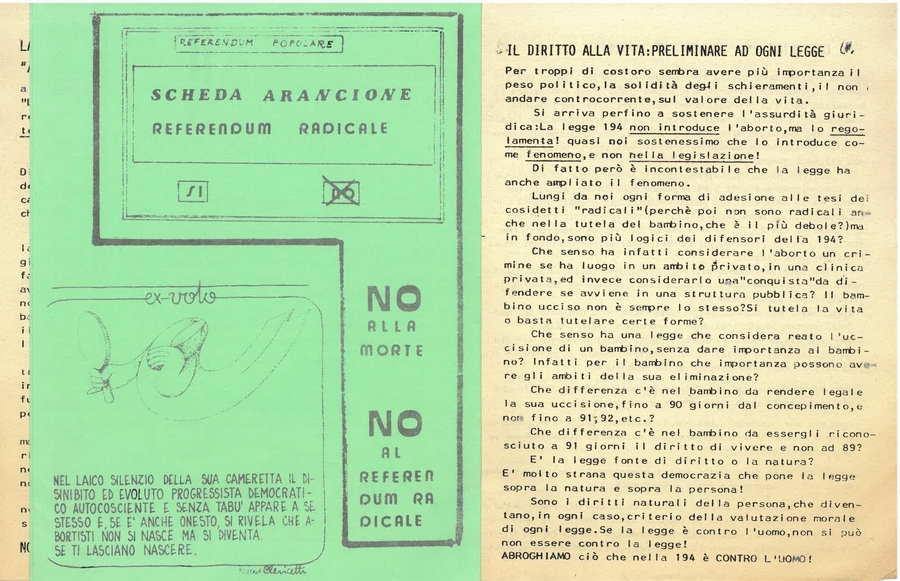 REFERENDUM POPOLARE
SCHEDA ARANCIONE
REFERENDUM RADICALE
SI
NO
ex-voto
NO
ALLA
MORTE
NO
AL
REFEREN
DUM RA
DICALE
NEL LAICO SILENZIO DELLA SUA CAMERETTA IL DI-
SINIBITO ED EVOLUTO PROGRESSISTA DEMOCRATI-
CO AUTOCOSCIENTE E SENZA TABU' APPARE A SE
STESSO E, SE E' ANCHE ONESTO, SI RIVELA CHE A-
BORTISTI NON SI NASCE MA SI DIVENTA.
SE TI LASCIANO NASCERE.
Clericetti
IL DIRITTO ALLA VITA:PRELIMINARE AD OGNI LEGGE
Per troppi di costoro sembra avere più importanza il
peso politico,la solidità degli schieramenti,il non
andare controcorrente,sul valore della vita.
Si arriva perfino a sostenere l'assurdità giuri-
dica:La legge 194 non introduce l'aborto,ma lo rego-
lamenta! quasi noi sostenessimo che lo introduce co-
me fenomeno,e non nella legislazione!
Di fatto però è incontestabile che la legge ha
anche ampliato il fenomeno.
Lungi da noi ogni forma di adesione alle tesi dei
cosidetti "radicali"(perchè poi non sono radicali an-
che nella tutela del bambino,che è il più debole?)ma
in fondo,sono più logici dei difensori della 194?
Che senso ha infatti considerare l'aborto un cri-
mine se ha luogo in un ambito privato,in una clinica
privata,ed invece considerarlo una"conquista"da di-
fendere se avviene in una struttura pubblica? Il bam-
bino ucciso non è sempre lo stesso?Si tutela la vita
o basta tutelare certe forme?
Che senso ha una legge che considera reato l'uc-
cisione di un bambino,senza dare importanza al bambi-
no? Infatti per il bambino che importanza possono ave-
re gli ambiti della sua eliminazione?
Che differenza c'è nel bambino da rendere legale
la sua uccisione,fino a 90 giorni dal concepimento,e
non fino a 91,92,etc.?
Che differenza c'è nel bambino da essergli ricono-
sciuto a 91 giorni il diritto di vivere e non ad 89?
E' la legge fonte di diritto o la natura?
E' molto strana questa democrazia che pone la legge
sopra la natura e sopra la persona!
Sono i diritti naturali della persona,che diven-
tano,in ogni caso,criterio della valutazione morale
di ogni legge.Se la legge è contro l'uomo,non si può
non essere contro la legge!
ABROGHIAMO ciò che nella 194 è CONTRO L'UOMO!